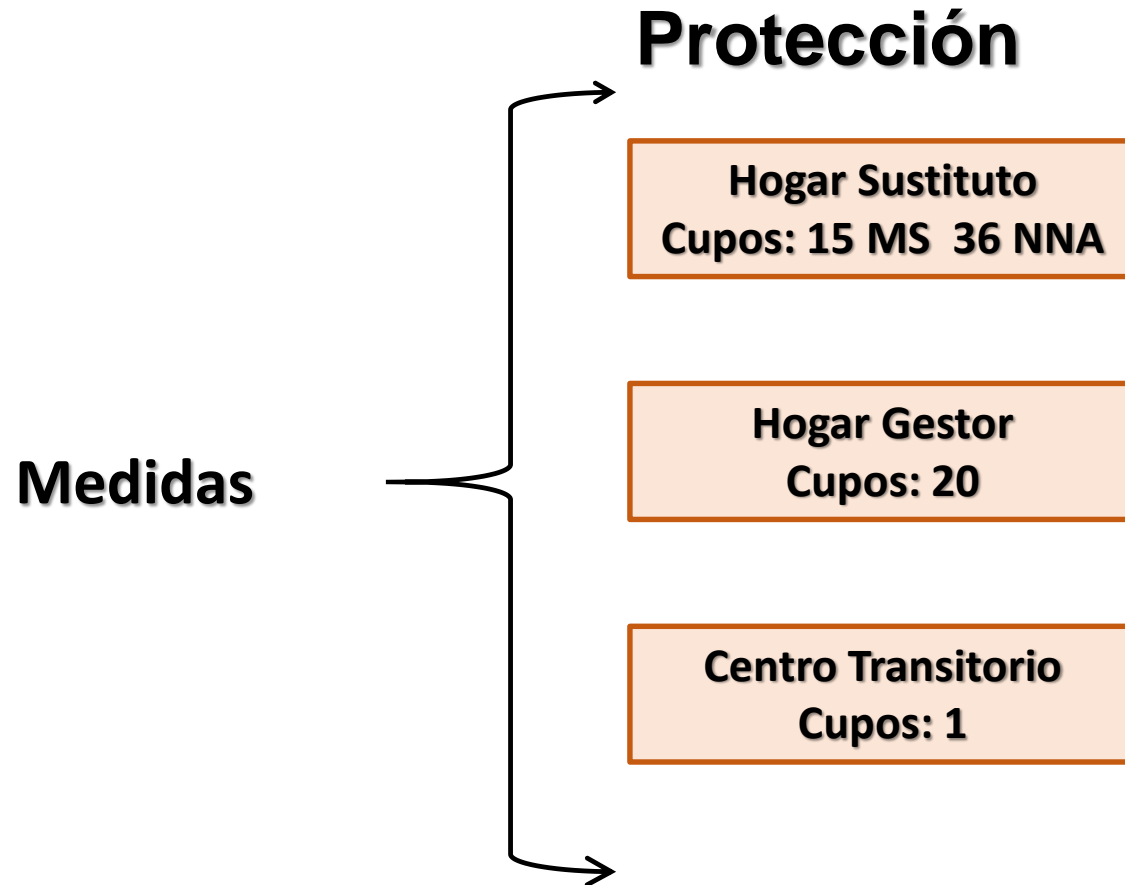 Protección
Hogar Sustituto
Cupos: 15 MS  36 NNA
Hogar Gestor
Cupos: 20
Medidas
Centro Transitorio
Cupos: 1